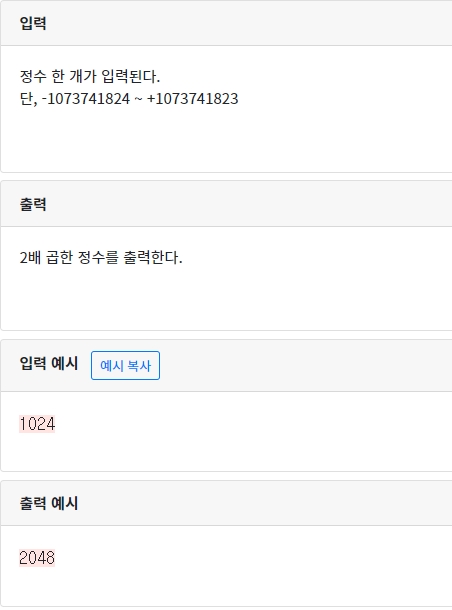 입력
정수 한 개가 입력된다.
단, -1073741824 ~ +1073741823
출력
2배 곱한 정수를 출력한다.
입력 예시 예시 복사
1024
출력 예시
2048